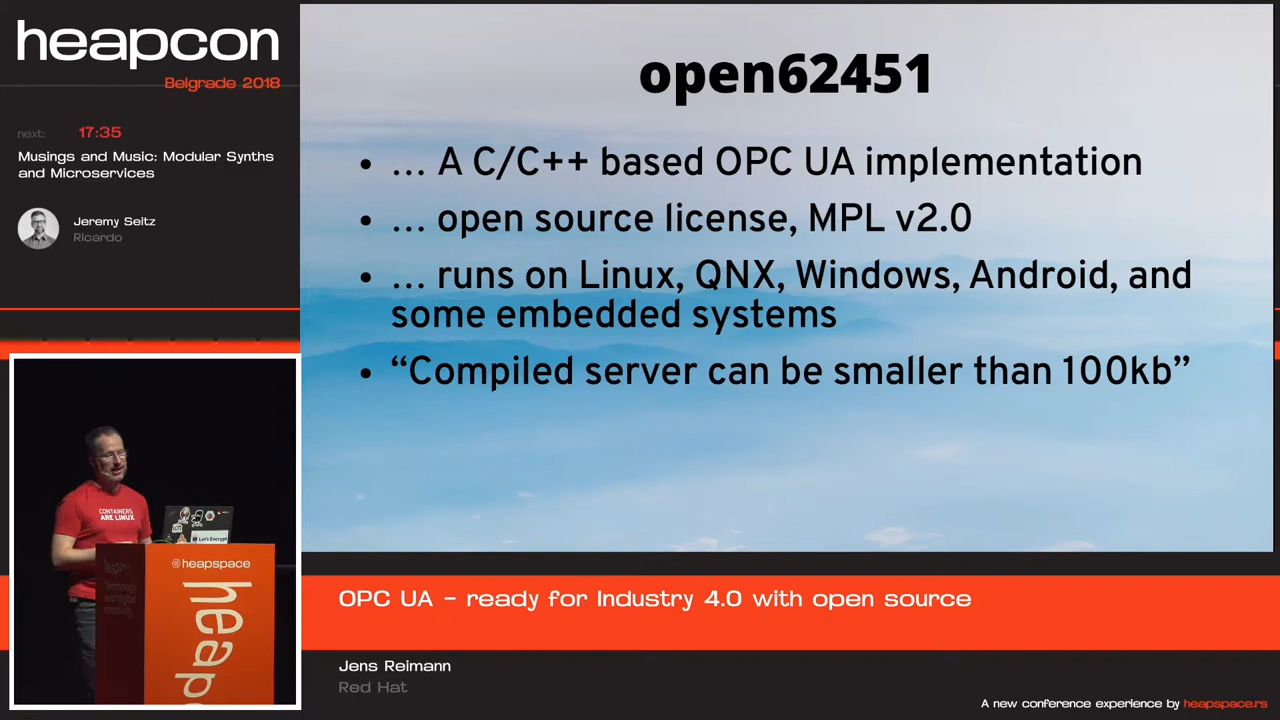 heapcon
Belgrade 2018
next: 17:35
Musings and Music: Modular Synths
and Microservices
Jeremy Seitz
Ricardo
open62451
• … A C/C++ based OPC UA implementation
• … open source license, MPL v2.0
• … runs on Linux, QNX, Windows, Android, and
some embedded systems
• “Compiled server can be smaller than 100kb”
CONTAINERS
ARE LINUX
Let's Encrypt
@heapspace
heap
OPC UA – ready for Industry 4.0 with open source
Jens Reimann
Red Hat
A new conference experience by heapspace.rs